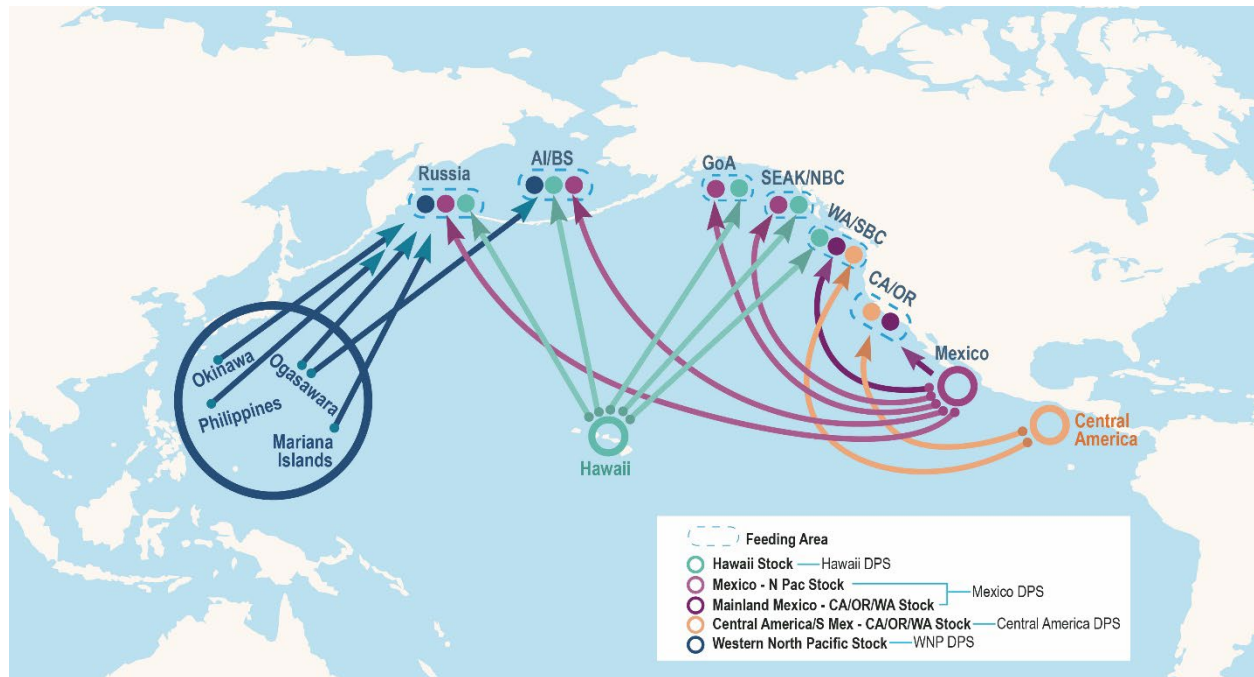 AI/BS
GoA
Russia
SEAK/NBC
WA/SBC
CA/OR
Okinawa
Ogasawara
Philippines
Mariana
Islands
Mexico
Hawaii
Central
America
Feeding Area
Hawaii Stock Hawaii DPS
Mexico - N Pac Stock
Mexico DPS
Mainland Mexico - CA/OR/WA Stock
Central America/S Mex - CA/OR/WA Stock Central America DPS
Western North Pacific Stock WNP DPS